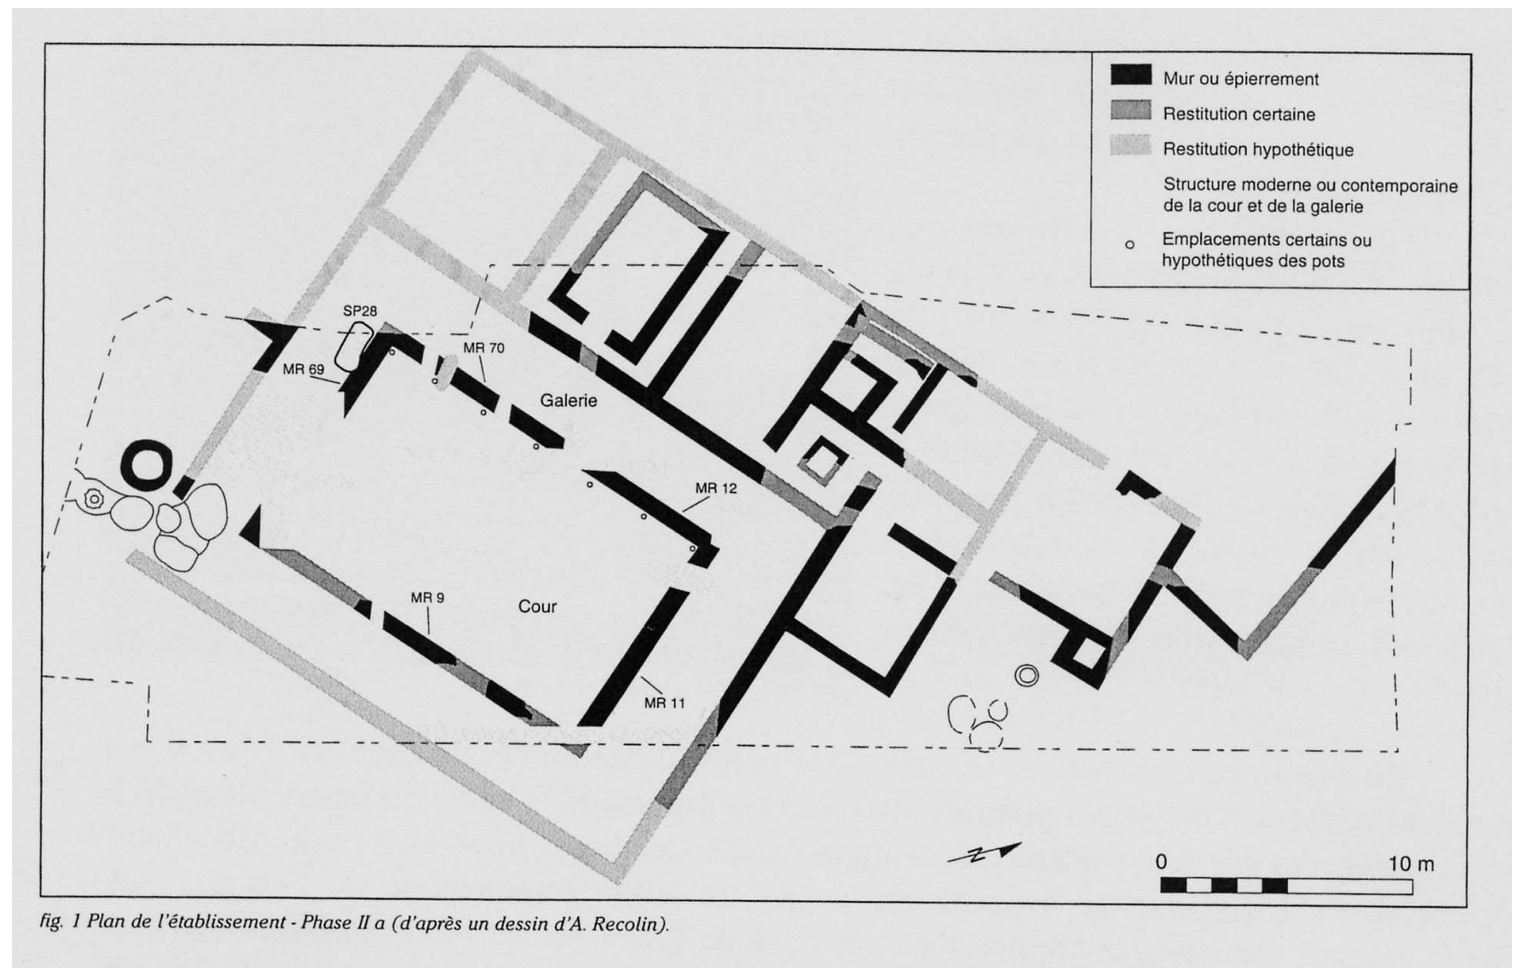 Mur ou épierrement
Restitution certaine
Restitution hypothétique
Structure moderne ou contemporaine
de la cour et de la galerie
Emplacements certains ou
hypothétiques des pots
SP28
MR 69
MR 70
Galerie
MR 12
MR 9
Cour
MR 11
N
0 10 m
fig. 1 Plan de l'établissement - Phase II a (d'après un dessin d'A. Recolin).